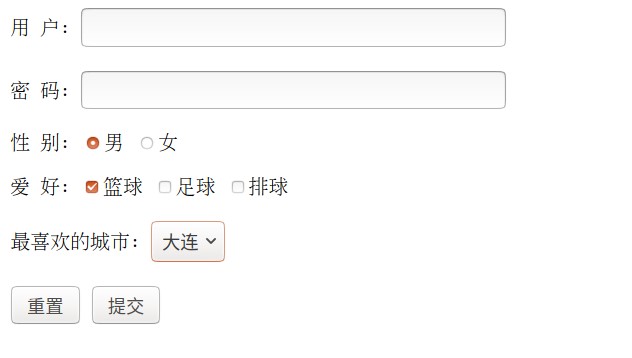 用 户：
密 码：
性 别： 男 女
爱 好： 篮球 足球 排球
最喜欢的城市： 大连
重置 提交